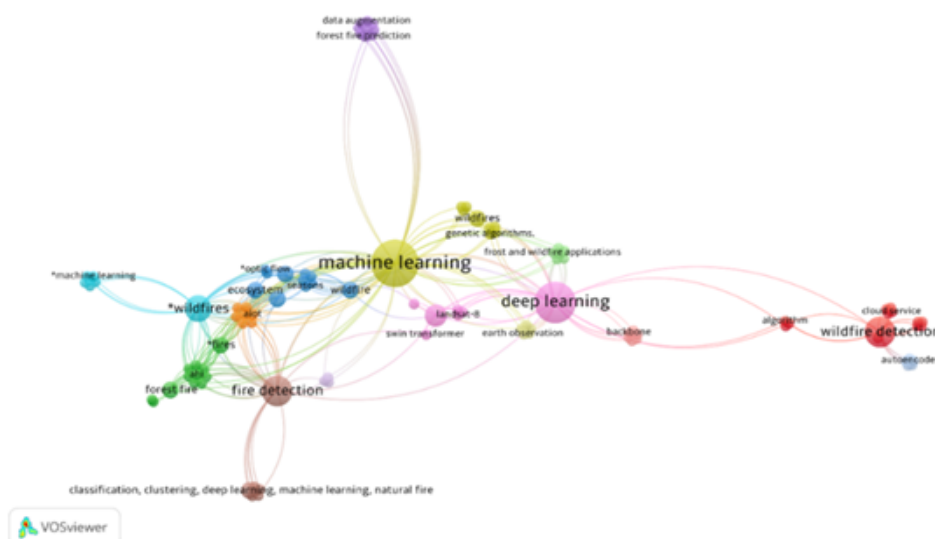 data augmentation
forest fire prediction
wildfires
genetic algorithms.
frost and wildfire applications
machine learning
*machine learning
*optical flow
ecosystem
seasons
wildfire
*wildfires
aiot
deep learning
landsat-8
swin transformer
earth observation
backbone
algorithm
cloud service
wildfire detection
*fires
abi
forest fire
fire detection
classification, clustering, deep learning, machine learning, natural fire
VOSviewer